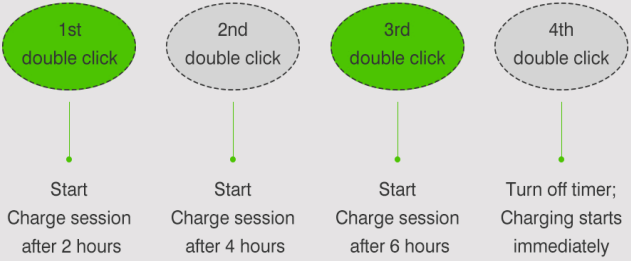 1st
double click
2nd
double click
3rd
double click
4th
double click
Start
Charge session
after 2 hours
Start
Charge session
after 4 hours
Start
Charge session
after 6 hours
Turn off timer;
Charging starts
immediately